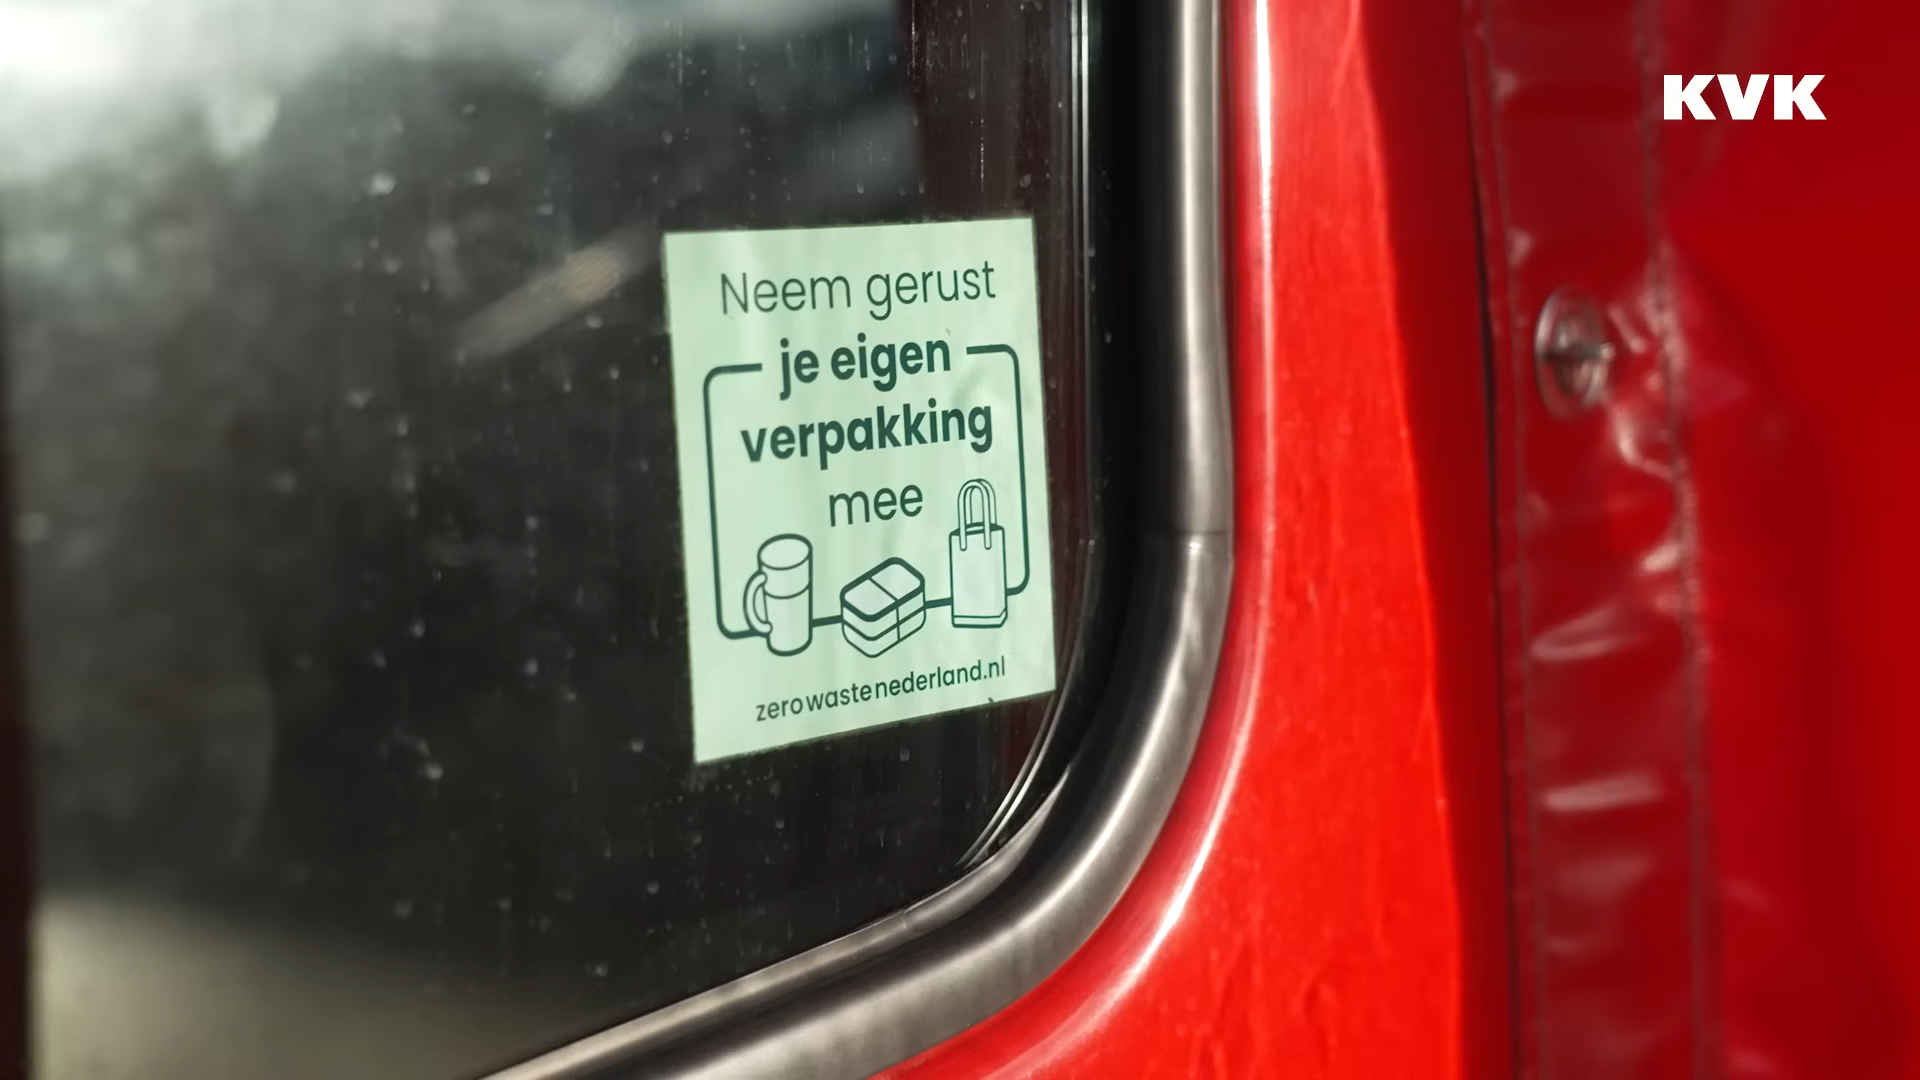 KVK
Neem gerust
je eigen
verpakking
mee
zerowastenederland.nl